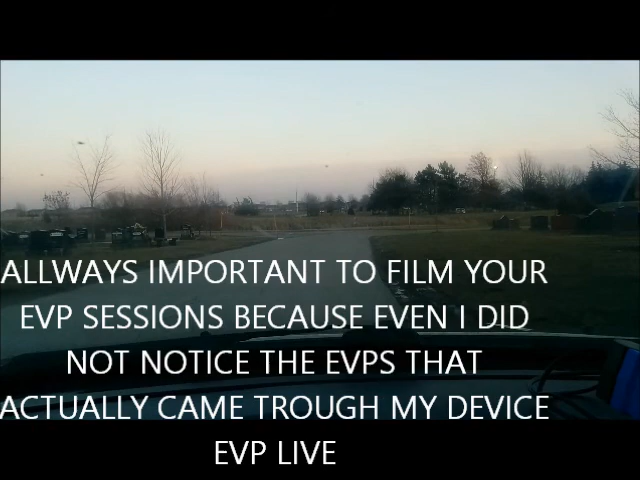 ALLWAYS IMPORTANT TO FILM YOUR
EVP SESSIONS BECAUSE EVEN I DID
NOT NOTICE THE EVPS THAT
ACTUALLY CAME TROUGH MY DEVICE
EVP LIVE